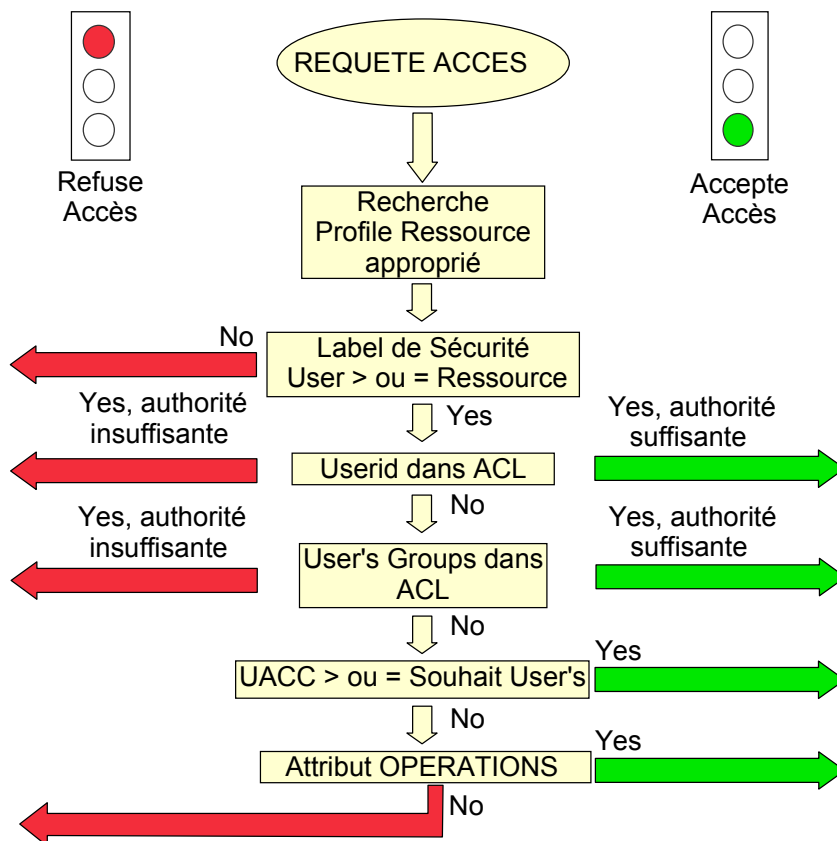 REQUETE ACCES
Refuse
Accès
Accepte
Accès
Recherche
Profile Ressource
approprié
No
Label de Sécurité
User > ou = Ressource
Yes, authorité
insuffisante
Yes
Yes, authorité
suffisante
Userid dans ACL
Yes, authorité
insuffisante
No
Yes, authorité
suffisante
User's Groups dans
ACL
No
UACC > ou = Souhait User's
Yes
No
Attribut OPERATIONS
Yes
No